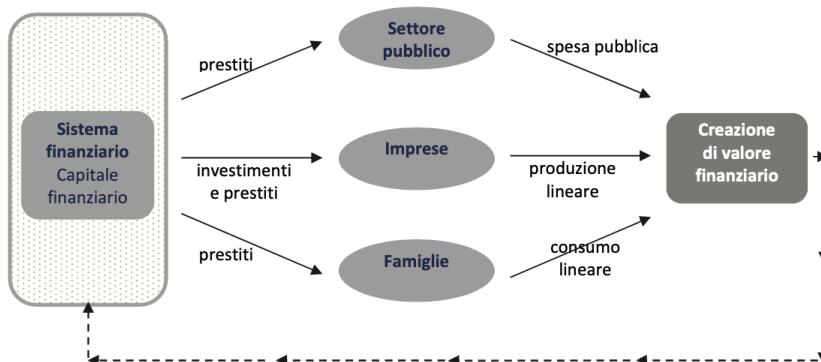 Settore
pubblico
prestiti
spesa pubblica
Sistema
finanziario
Capitale
finanziario
Imprese
investimenti
e prestiti
produzione
lineare
Creazione
di valore
finanziario
prestiti
Famiglie
consumo
lineare